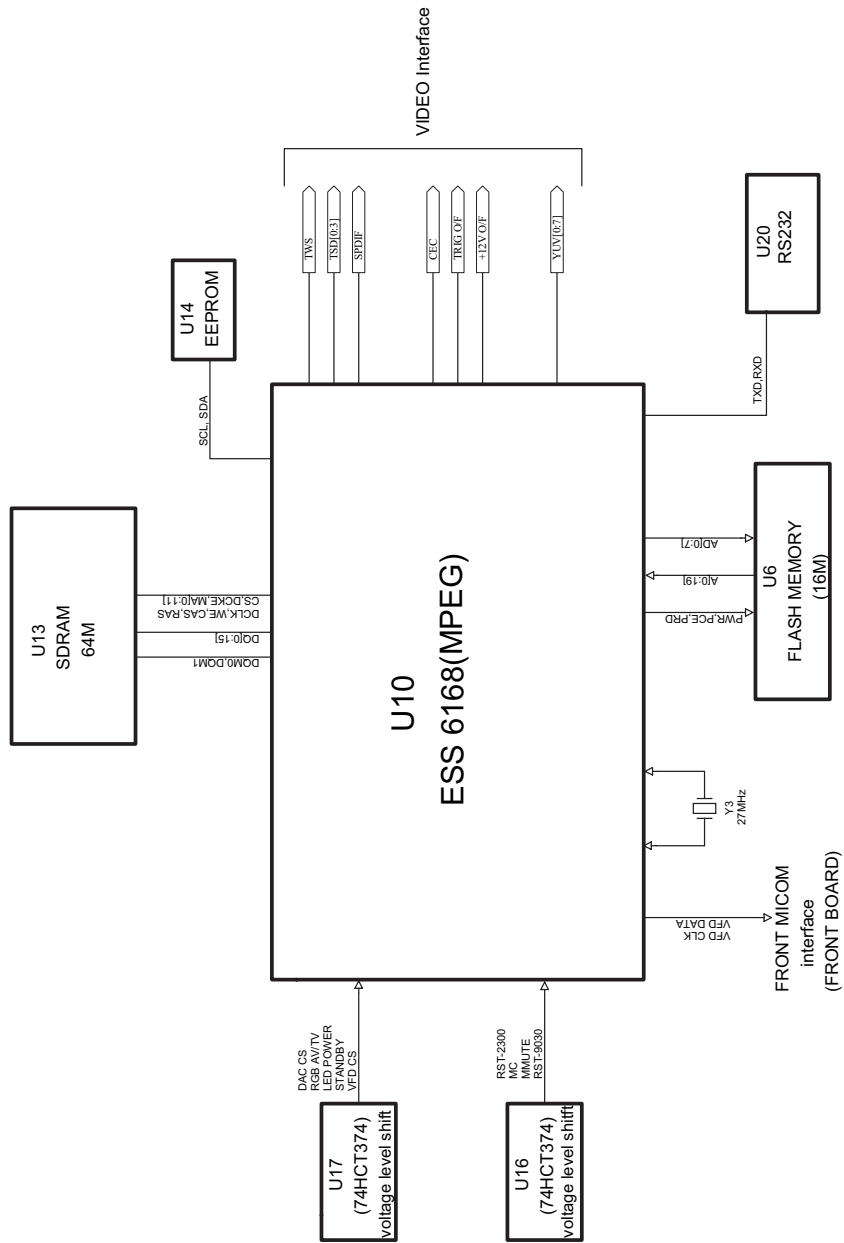 U13
SDRAM
64M
DQM0,DQM1
DQ[0:15]
DCLK,WE,CAS,RAS
CS,DCKE,MA[0:11]
U14
EEPROM
SCL, SDA
VIDEO Interface
TWS
TSD[0:3]
SPDIF
CEC
TRIG O/F
+12V O/F
YUV[0:7]
U10
ESS 6168(MPEG)
U17
(74HCT374)
voltage level shift
DAC CS
RGB AV/TV
LED POWER
STANDBY
VFD CS
U16
(74HCT374)
voltage level shitft
RST-2300
MC
MMUTE
RST-9030
VFD CLK
VFD DATA
FRONT MICOM
interface
(FRONT BOARD)
Y3
27MHz
PWR,PCE,PRD
A[0:19]
AD[0:7]
U6
FLASH MEMORY
(16M)
TXD,RXD
U20
RS232